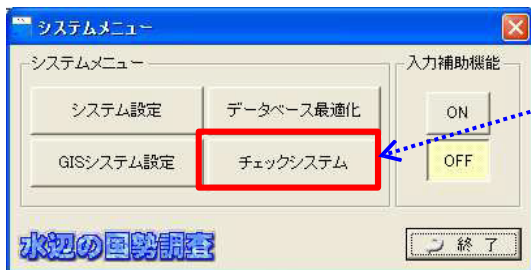 システムメニュー
システムメニュー
入力補助機能
システム設定
データベース最適化
ON
GISシステム設定
チェックシステム
OFF
水辺の国勢調査
終 了